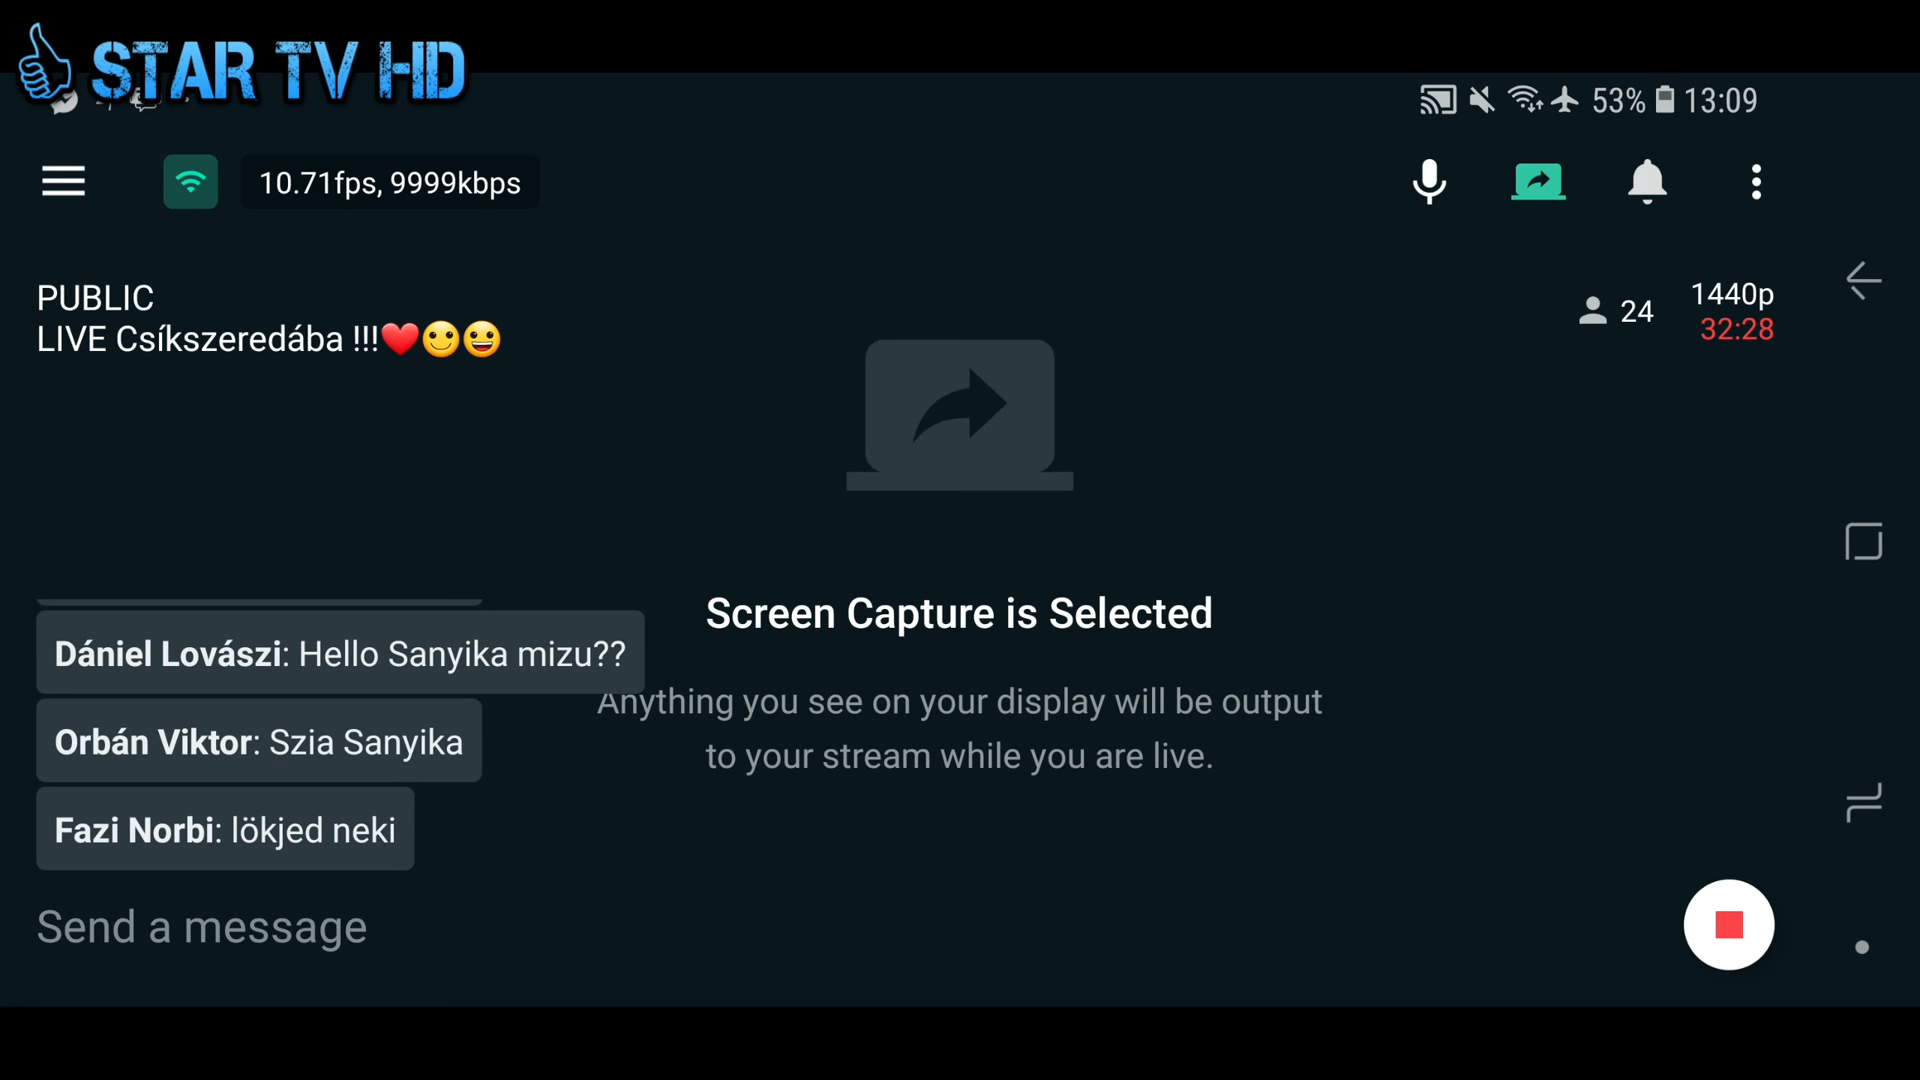 STAR TV HD
53% 13:09
10.71fps, 9999kbps
PUBLIC
LIVE Csíkszeredába !!!❤️🙂😀
24
1440p
32:28
Screen Capture is Selected
Anything you see on your display will be output
to your stream while you are live.
Dániel Lovászi: Hello Sanyika mizu??
Orbán Viktor: Szia Sanyika
Fazi Norbi: lökjed neki
Send a message